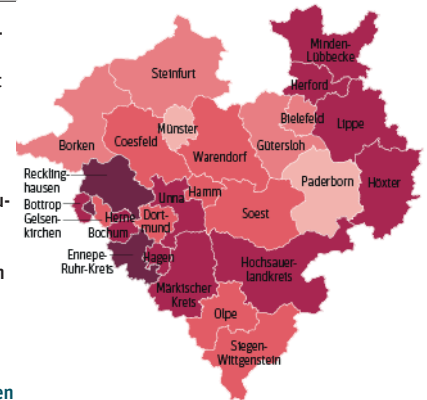 Minden-
Lübbecke
Steinfurt
Herford
Bielefeld
Lippe
Münster
Coesfeld
Borken
Warendorf
Gütersloh
Reckling-
hausen
Paderborn
Höxter
Unna
Hamm
Bottrop
Gelsen-
kirchen
Herne
Dort-
mund
Soest
Bochum
Ennepe-
Ruhr-Kreis
Hagen
Hochsauer-
landkreis
Märkischer
Kreis
Olpe
Siegen-
Wittgenstein
u-
n
en